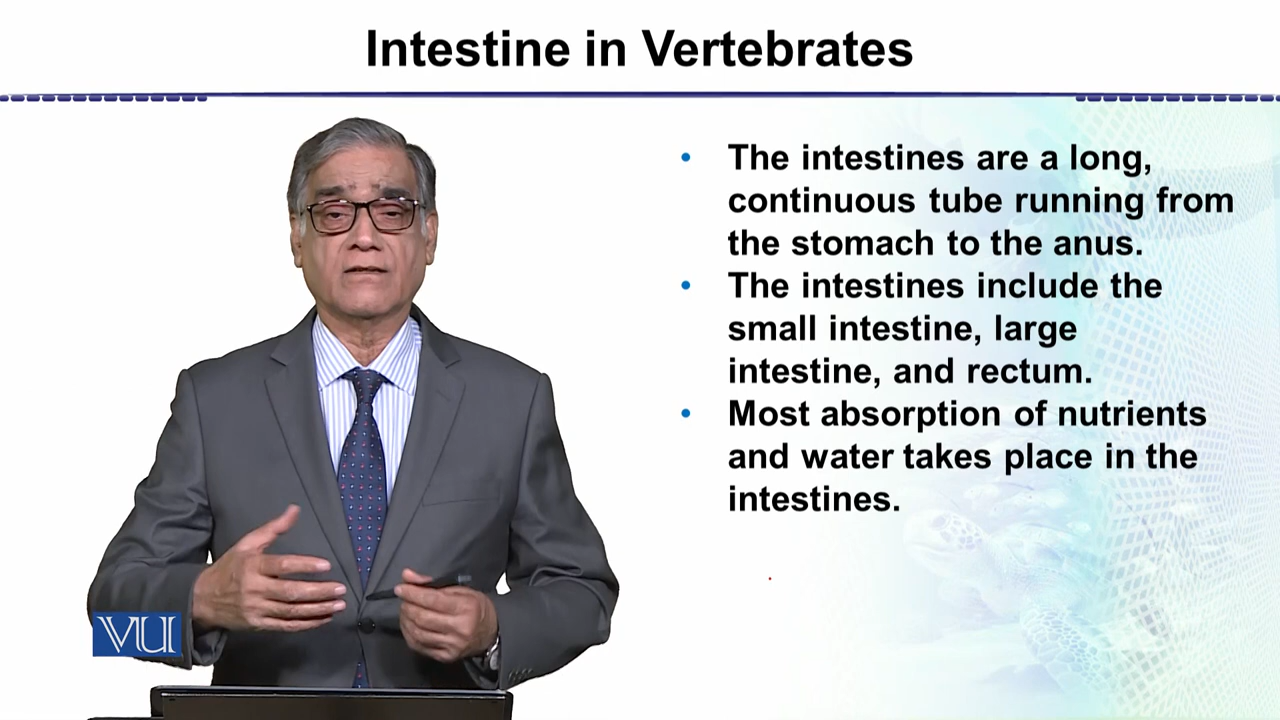 Intestine in Vertebrates
• The intestines are a long,
continuous tube running from
the stomach to the anus.
• The intestines include the
small intestine, large
intestine, and rectum.
• Most absorption of nutrients
and water takes place in the
intestines.
VU